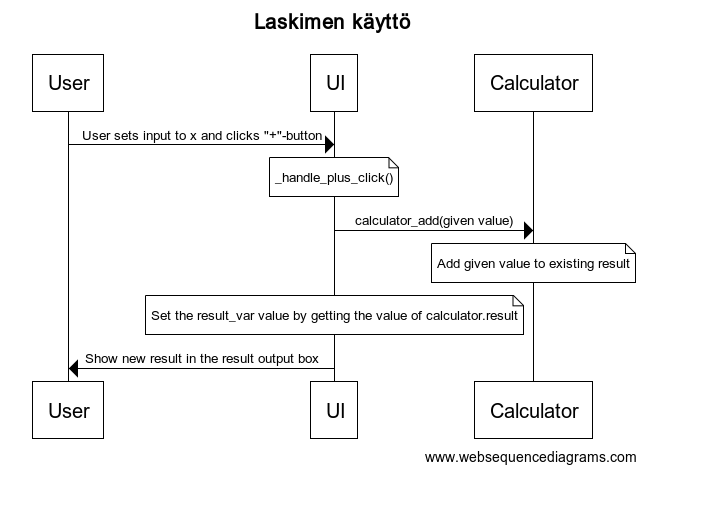 Laskimen käyttö
User
UI
Calculator
User sets input to x and clicks "+"-button
_handle_plus_click()
calculator_add(given value)
Add given value to existing result
Set the result_var value by getting the value of calculator.result
Show new result in the result output box
User
UI
Calculator
www.websequencediagrams.com